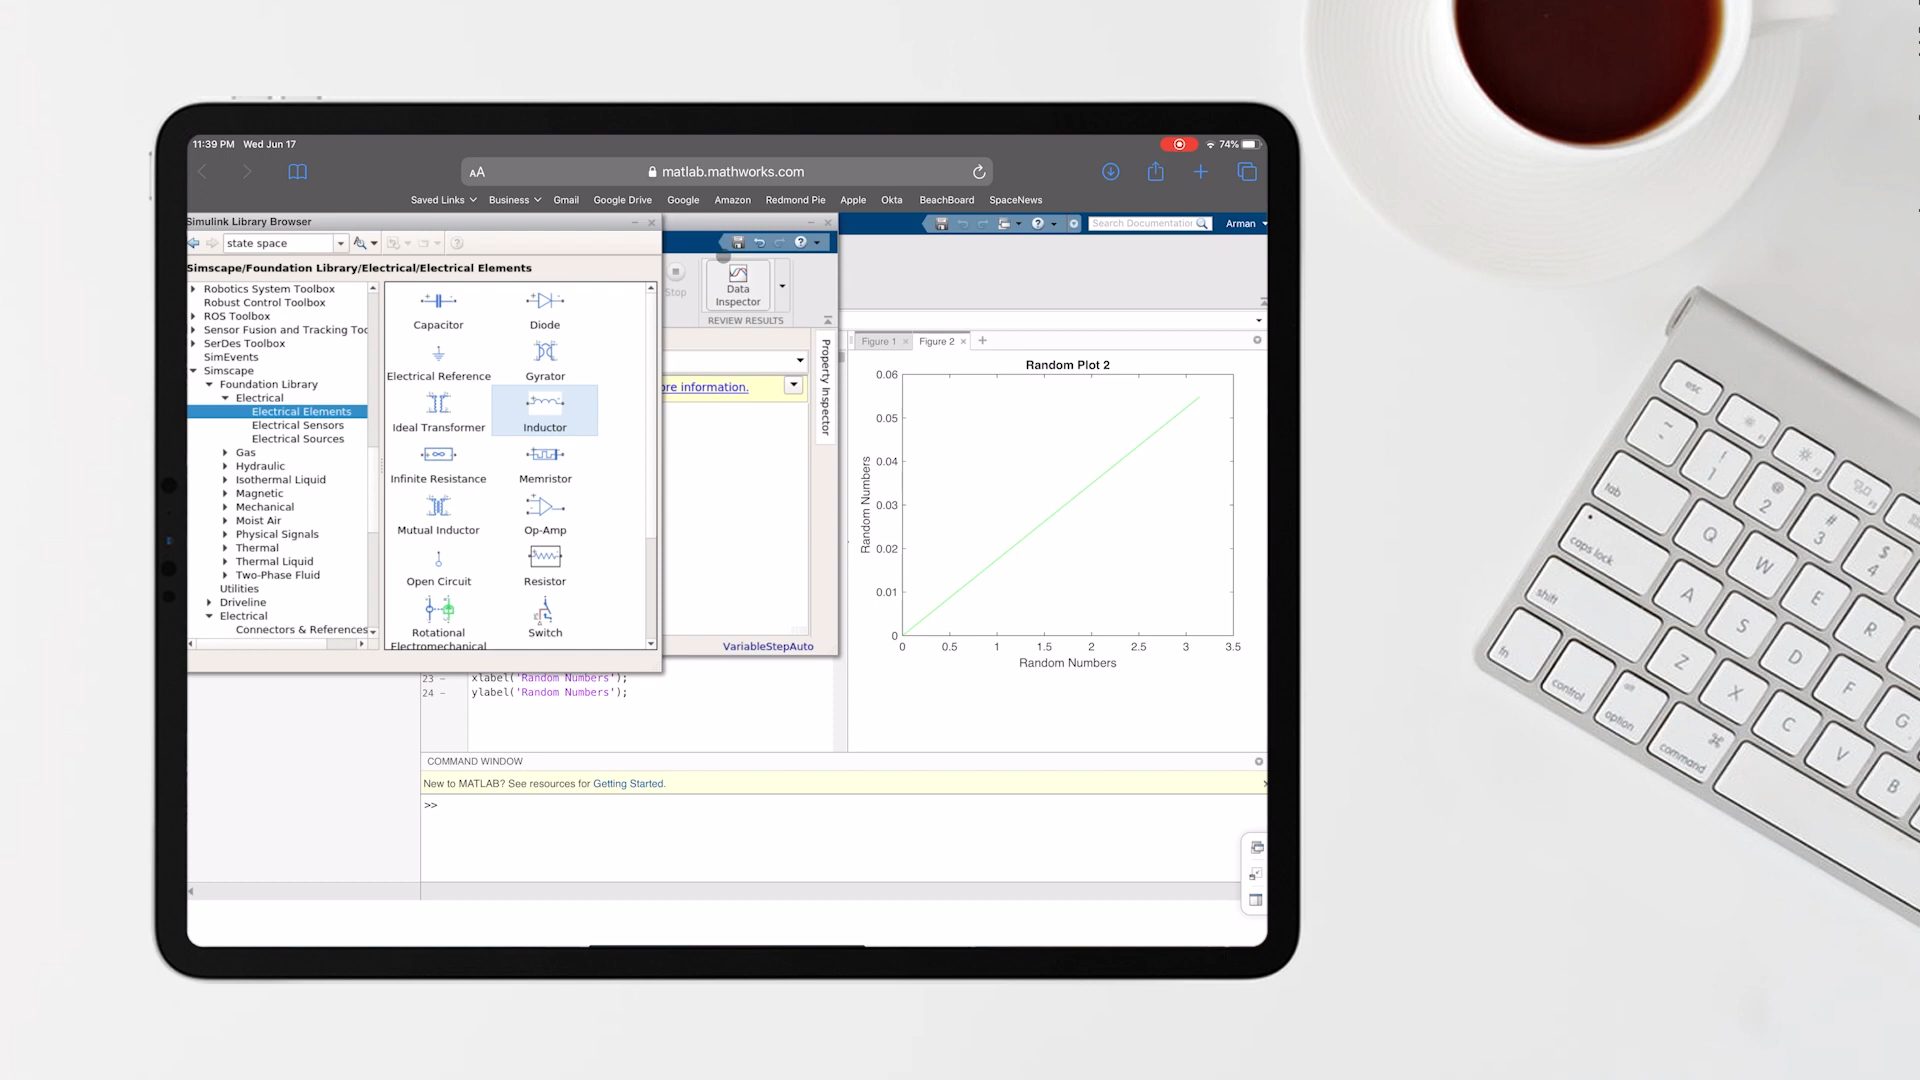 11:39 PM Wed Jun 17
74%
AA
matlab.mathworks.com
Saved Links Business Gmail Google Drive Google Amazon Redmond Pie Apple Okta BeachBoard SpaceNews
Simulink Library Browser
state space
Simscape/Foundation Library/Electrical/Electrical Elements
Robotics System Toolbox
Robust Control Toolbox
ROS Toolbox
Sensor Fusion and Tracking Too
SerDes Toolbox
SimEvents
Simscape
Foundation Library
Electrical
Electrical Elements
Electrical Sensors
Electrical Sources
Gas
Hydraulic
Isothermal Liquid
Magnetic
Mechanical
Moist Air
Physical Signals
Thermal
Thermal Liquid
Two-Phase Fluid
Utilities
Driveline
Electrical
Connectors & References
Capacitor
Diode
Electrical Reference
Gyrator
Ideal Transformer
Inductor
Infinite Resistance
Memristor
Mutual Inductor
Op-Amp
Open Circuit
Resistor
Rotational
Electromechanical
Switch
Stop
Data
Inspector
REVIEW RESULTS
Property Inspector
ore information.
VariableStepAuto
Search Documentation
Arman
Figure 1
Figure 2
Random Plot 2
Random Numbers
0.06
0.05
0.04
0.03
0.02
0.01
0
0 0.5 1 1.5 2 2.5 3 3.5
Random Numbers
23 - xlabel('Random Numbers');
24 - ylabel('Random Numbers');
COMMAND WINDOW
New to MATLAB? See resources for Getting Started.
>>
esc
~
`
!
1
@
2
#
3
$
4
tab
Q
W
E
R
caps lock
A
S
D
F
G
shift
Z
X
C
V
B
fn
control
alt
option
⌘
command